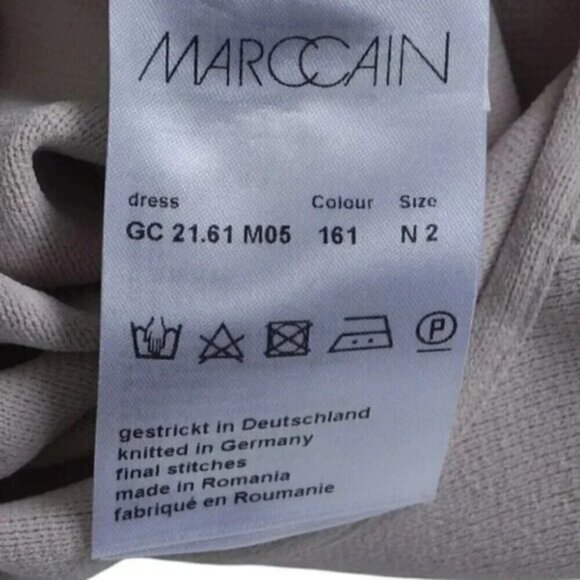 MARCCAIN
dress Colour Size
GC 21.61 M05 161 N 2
P
gestrickt in Deutschland
knitted in Germany
final stitches
made in Romania
fabriqué en Roumanie